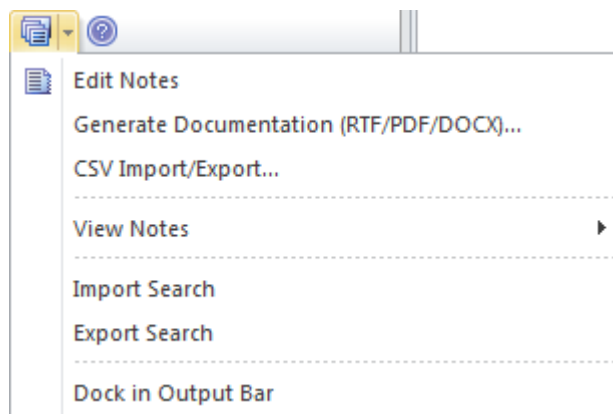 Edit Notes
Generate Documentation (RTF/PDF/DOCX)...
CSV Import/Export...
View Notes
Import Search
Export Search
Dock in Output Bar